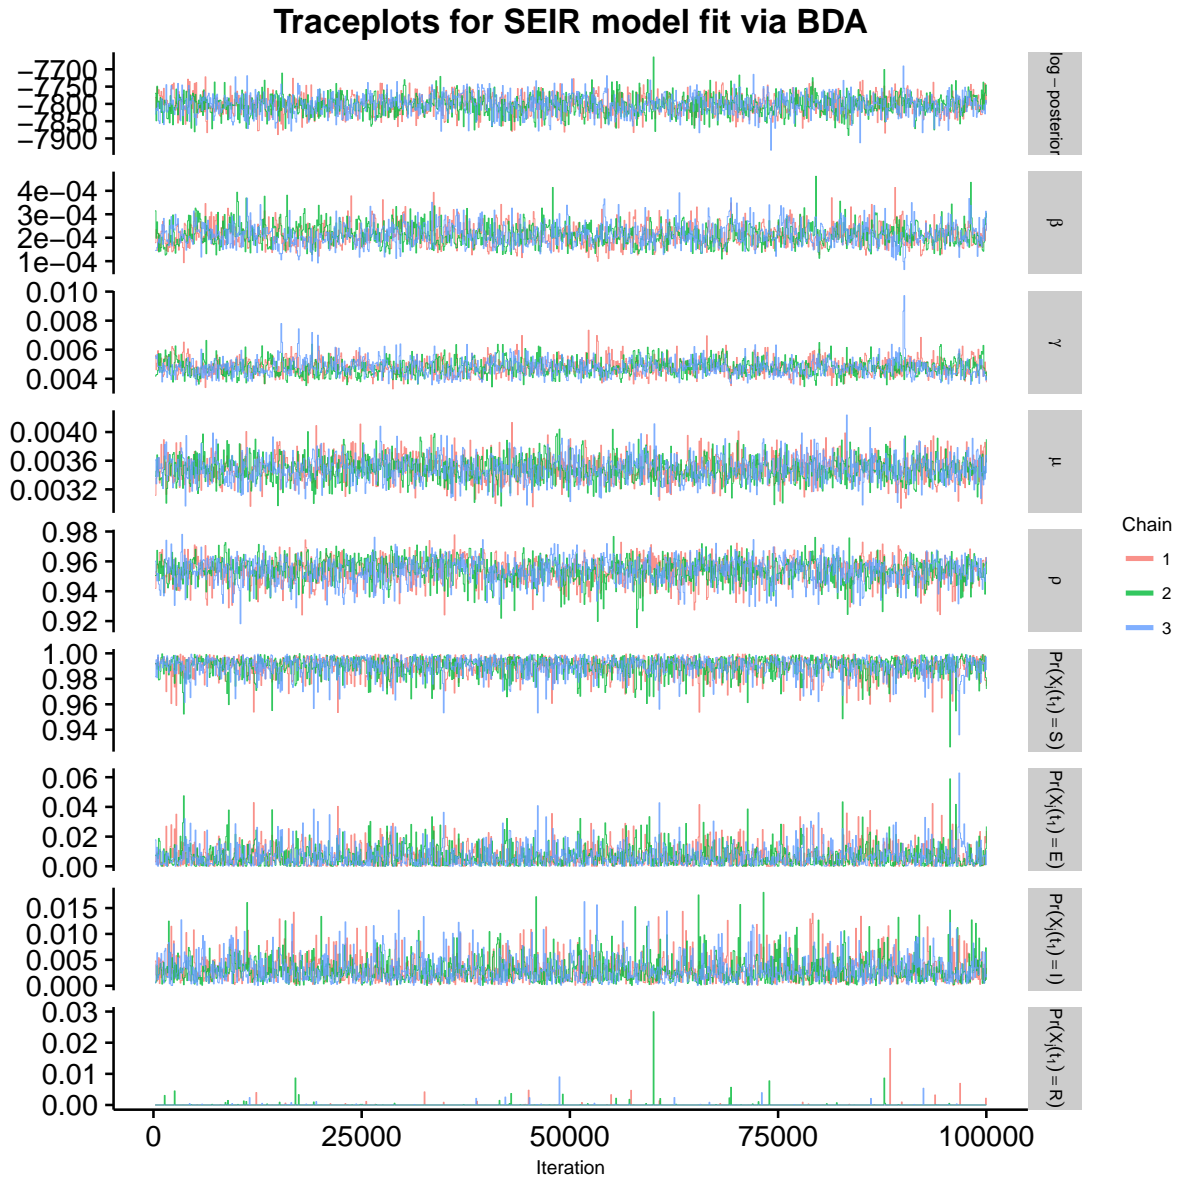 Traceplots for SEIR model fit via BDA
−7700
−7750
−7800
−7850
−7900
log−posterior
4e−04
3e−04
2e−04
1e−04
β
0.010
0.008
0.006
0.004
γ
0.0040
0.0036
0.0032
μ
0.98
0.96
0.94
0.92
ρ
1.00
0.98
0.96
0.94
Pr(Xj(t1) = S)
0.06
0.04
0.02
0.00
Pr(Xj(t1) = E)
0.015
0.010
0.005
0.000
Pr(Xj(t1) = I)
0.03
0.02
0.01
0.00
Pr(Xj(t1) = R)
0 25000 50000 75000 100000
Iteration
Chain
1
2
3